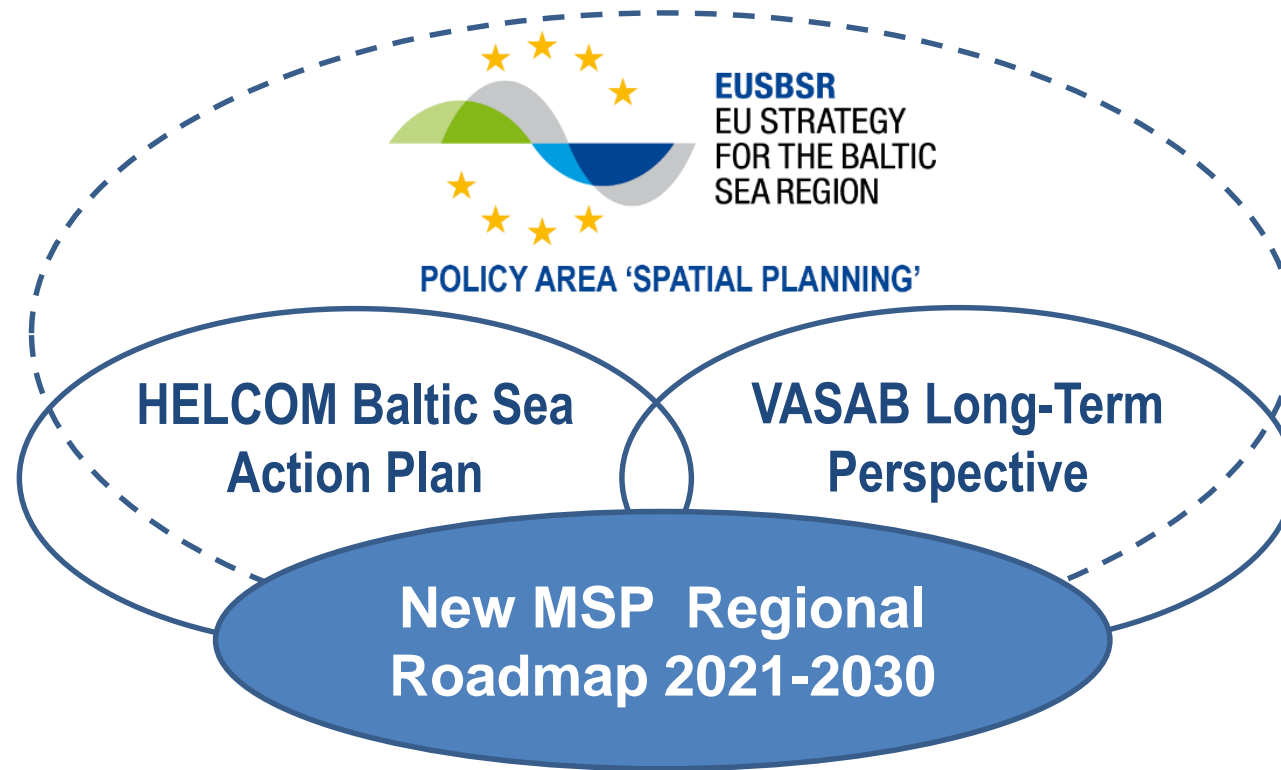 EUSBSR
EU STRATEGY
FOR THE BALTIC
SEA REGION
POLICY AREA ‘SPATIAL PLANNING’
HELCOM Baltic Sea
Action Plan
VASAB Long-Term
Perspective
New MSP  Regional
Roadmap 2021-2030